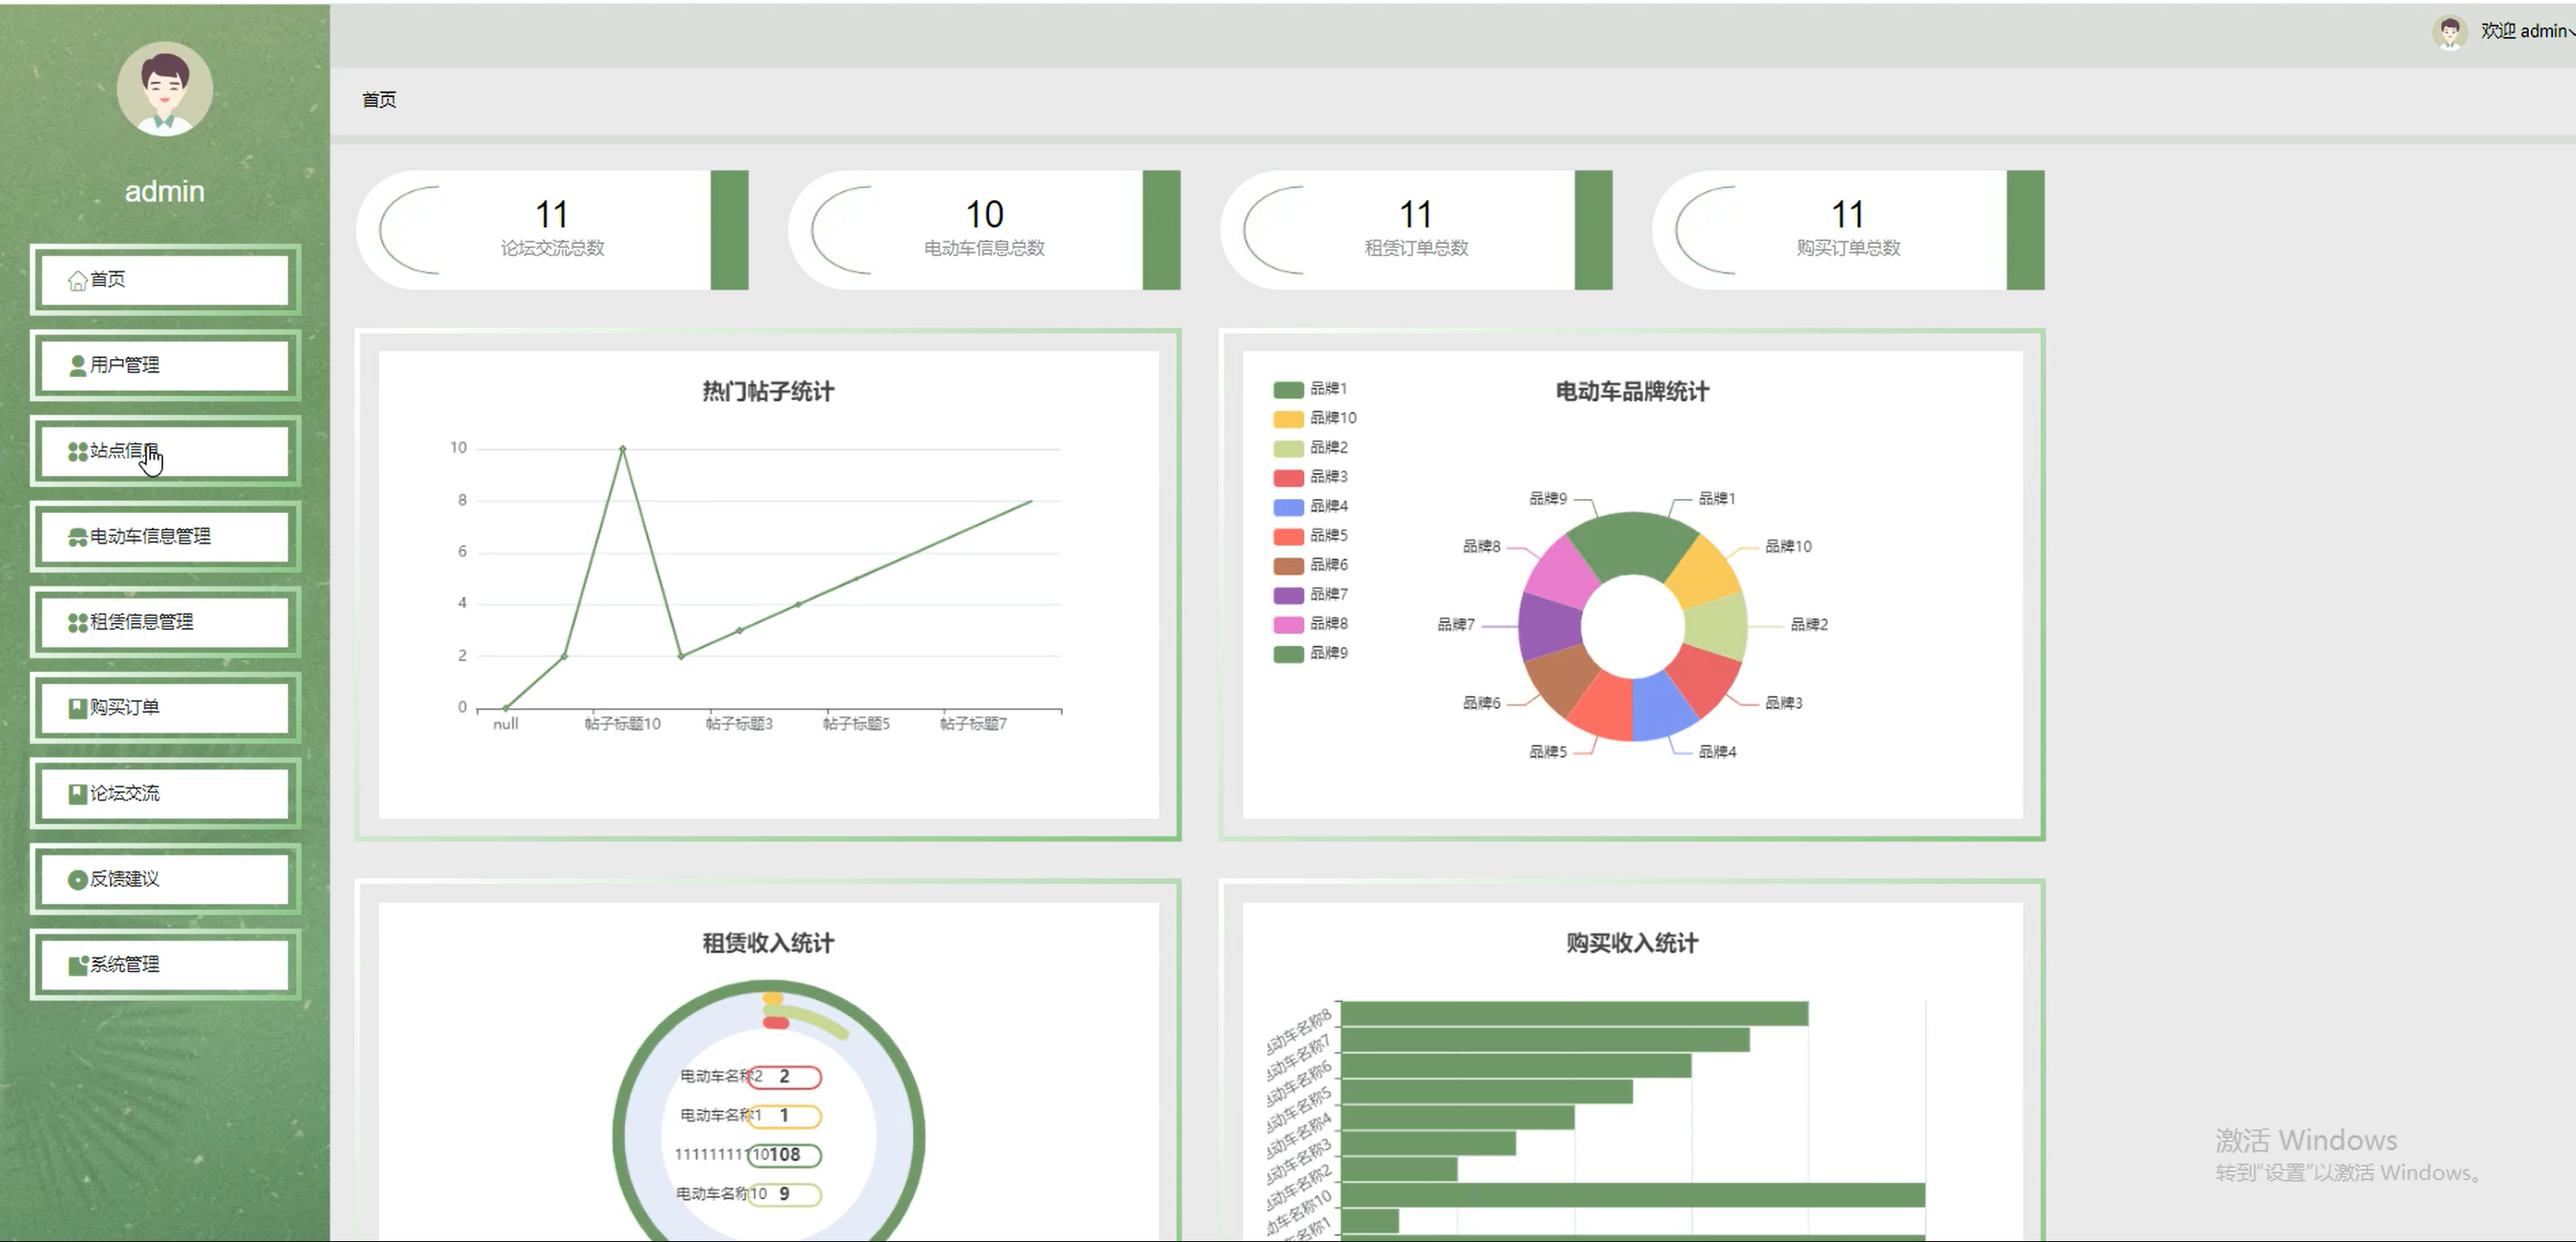 欢迎 admin
admin
首页
首页
用户管理
站点信息
电动车信息管理
租赁信息管理
购买订单
论坛交流
反馈建议
系统管理
11
论坛交流总数
10
电动车信息总数
11
租赁订单总数
11
购买订单总数
热门帖子统计
10
8
6
4
2
0
null
帖子标题10
帖子标题3
帖子标题5
帖子标题7
电动车品牌统计
品牌1
品牌10
品牌2
品牌3
品牌4
品牌5
品牌6
品牌7
品牌8
品牌9
品牌9
品牌1
品牌8
品牌10
品牌7
品牌2
品牌6
品牌3
品牌5
品牌4
租赁收入统计
电动车名称2 2
电动车名称1 1
108
电动车名称10 9
购买收入统计
电动车名称8
电动车名称7
电动车名称6
电动车名称5
电动车名称4
电动车名称3
电动车名称2
动车名称10
名称1
激活 Windows
转到"设置"以激活 Windows。